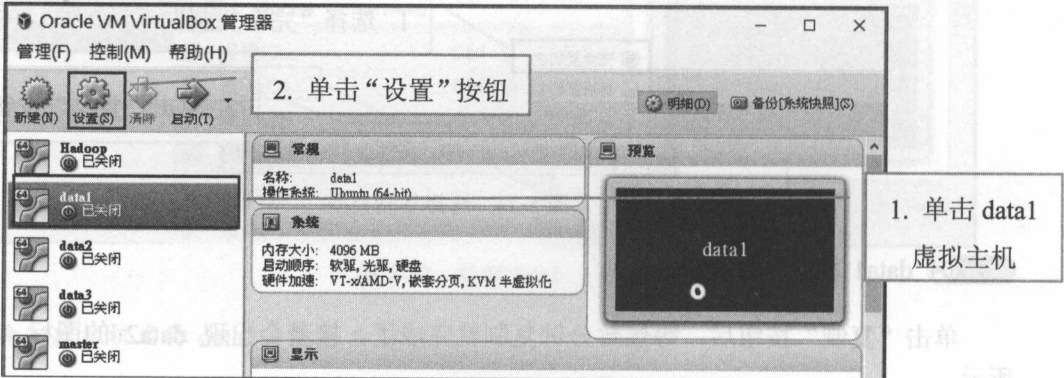 Oracle VM VirtualBox 管理器
管理(F) 控制(M) 帮助(H)
2. 单击“设置”按钮
新建(N) 设置(S) 清除 启动(T)
明细(D) 备份[系统快照](S)
Hadoop
已关闭
data1
已关闭
data2
已关闭
data3
已关闭
master
已关闭
常规
名称: data1
操作系统: Ubuntu (64-bit)
系统
内存大小: 4096 MB
启动顺序: 软驱, 光驱, 硬盘
硬件加速: VT-x/AMD-V, 嵌套分页, KVM 半虚拟化
显示
预览
data1
1. 单击 data1
虚拟主机